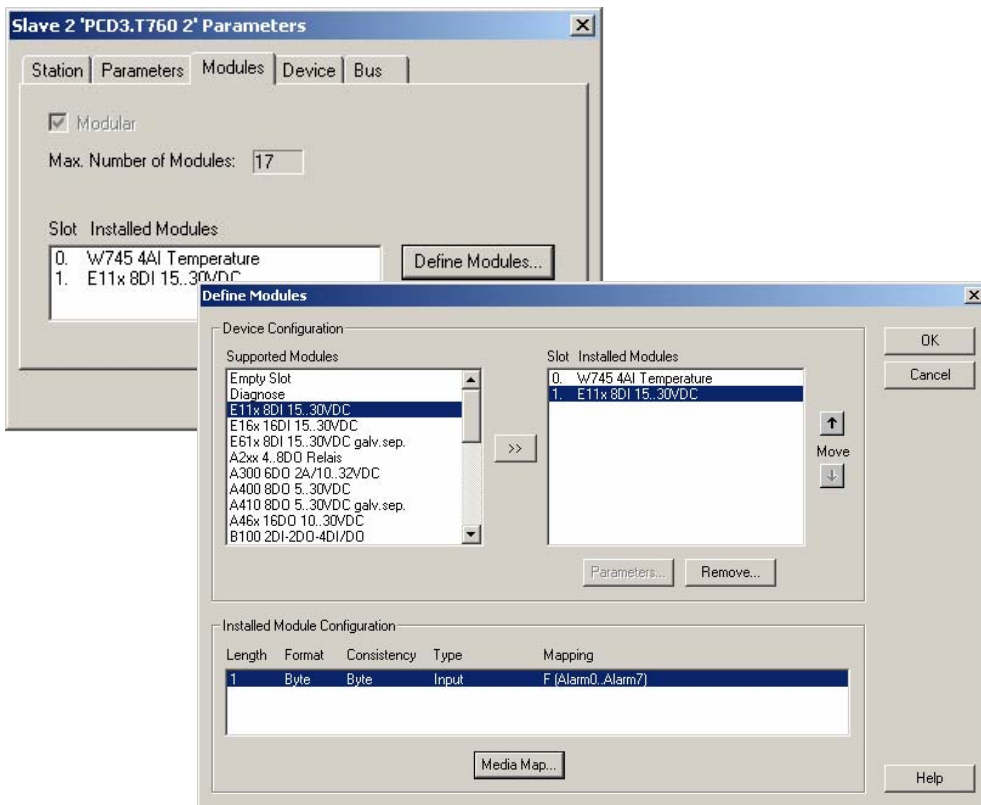 Slave 2 'PCD3.T760 2' Parameters
Station Parameters Modules Device Bus
Modular
Max. Number of Modules: 17
Slot Installed Modules
0. W745 4AI Temperature
1. E11x 8DI 15..30VDC
Define Modules...
Define Modules
Device Configuration
Supported Modules
Empty Slot
Diagnose
E11x 8DI 15..30VDC
E16x 16DI 15..30VDC
E61x 8DI 15..30VDC galv.sep.
A2xx 4..8DO Relais
A300 6DO 2A/10..32VDC
A400 8DO 5..30VDC
A410 8DO 5..30VDC galv.sep.
A46x 16DO 10..30VDC
B100 2DI-2DO-4DI/DO
>>
Slot Installed Modules
0. W745 4AI Temperature
1. E11x 8DI 15..30VDC
Move
Parameters... Remove...
OK
Cancel
Installed Module Configuration
Length Format Consistency Type Mapping
1 Byte Byte Input F (Alarm0..Alarm7)
Media Map...
Help